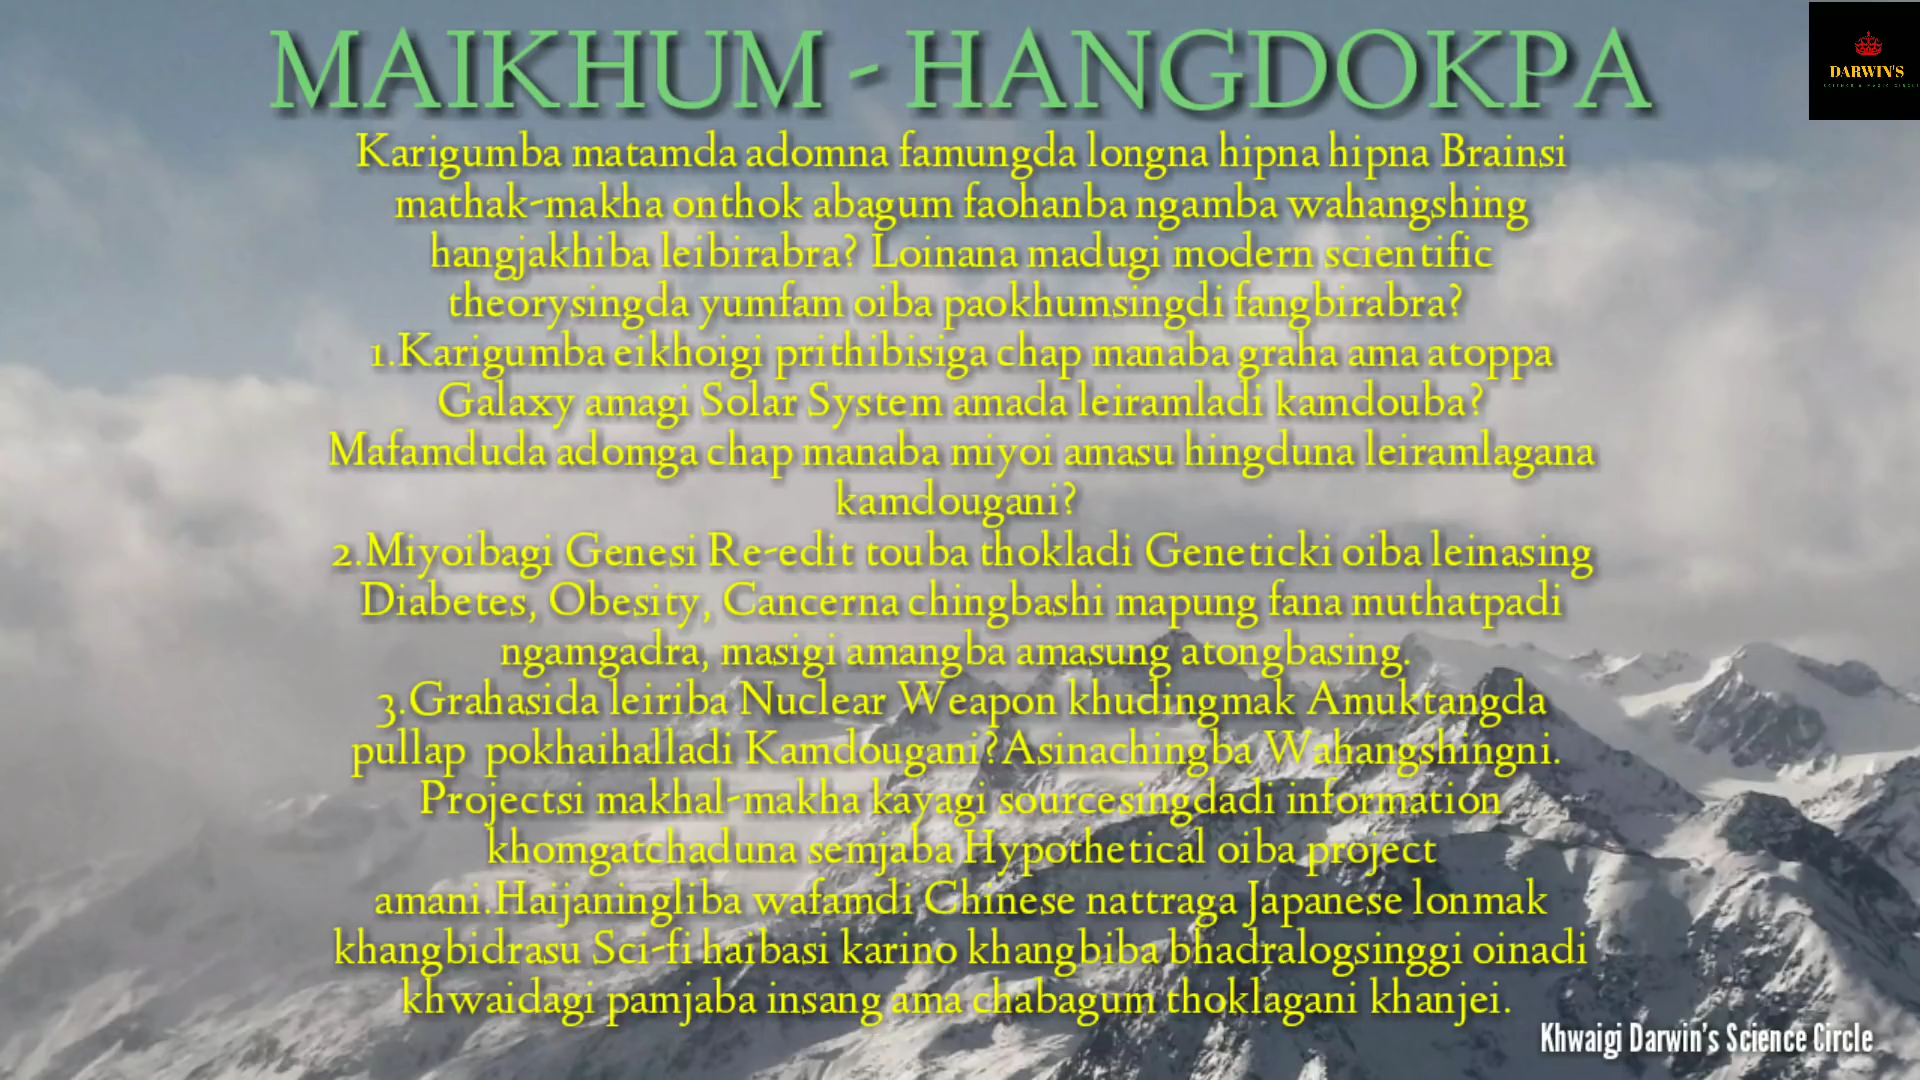 MAIKHUM - HANGDOKPA
DARWIN'S
Karigumba matamda adomna famungda longna hipna hipna Brainsi
mathak-makha onthok abagum faohanba ngamba wahangshing
hangjakhiba leibirabra? Loinana madugi modern scientific
theorysingda yumfam oiba paokhumsingdi fangbirabra?
1.Karigumba eikhoigi prithibisiga chap manaba graha ama atoppa
Galaxy amagi Solar System amada leiramladi kamdouba?
Mafamduda adomga chap manaba miyoi amasu hingduna leiramlagana
kamdougani?
2.Miyoibagi Genesi Re-edit touba thokladi Geneticki oiba leinasing
Diabetes, Obesity, Cancerna chingbashi mapung fana muthatpadi
ngamgadra, masigi amangba amasung atongbasing.
3.Grahasida leiriba Nuclear Weapon khudingmak Amuktangda
pullap pokhaihalladi Kamdougani?Asinachingba Wahangshingni.
Projectsi makhal-makha kayagi sourcesingdadi information
khomgatchaduna semjaba Hypothetical oiba project
amani.Haijaningliba wafamdi Chinese nattraga Japanese lonmak
khangbidrasu Sci-fi haibasi karino khangbiba bhadralogsinggi oinadi
khwaidagi pamjaba insang ama chabagum thoklagani khanjei.
Khwaigi Darwin's Science Circle